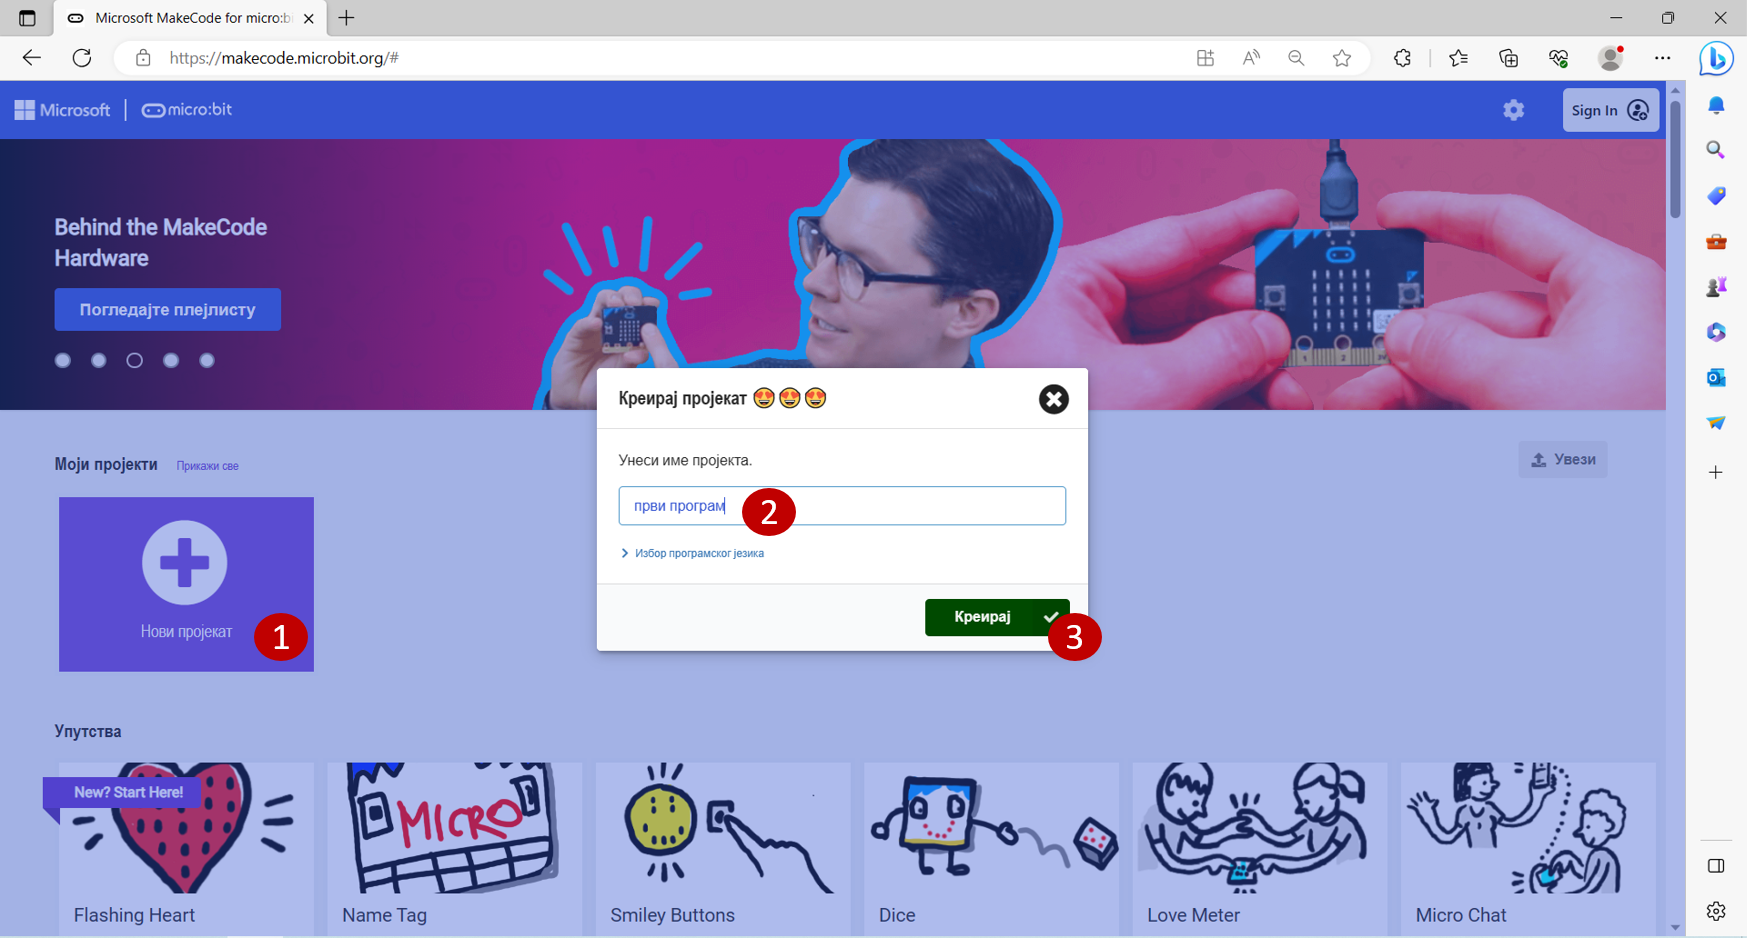 Microsoft MakeCode for micro:bi
https://makecode.microbit.org/#
Microsoft | micro:bit
Sign In
Behind the MakeCode
Hardware
Погледајте плејлисту
Креирај пројекат 😍😍😍
Унеси име пројекта.
први програм
2
Избор програмског језика
Креирај
3
Моји пројекти Прикажи све
Увези
Нови пројекат
1
Упутства
New? Start Here!
MICRO
Flashing Heart
Name Tag
Smiley Buttons
Dice
Love Meter
Micro Chat